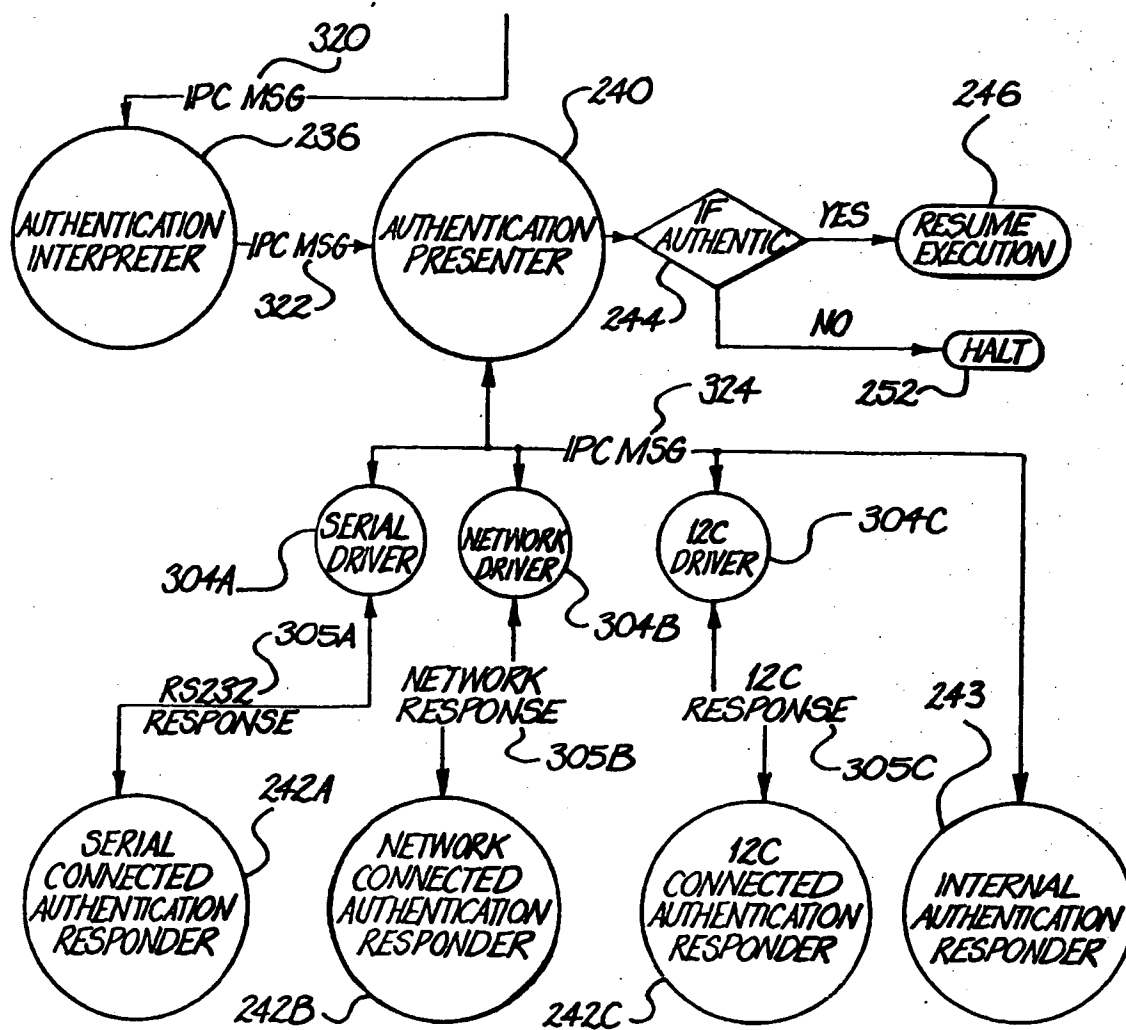 320
IPC MSG
236
240
246
AUTHENTICATION
INTERPRETER
IPC MSG
322
AUTHENTICATION
PRESENTER
IF
AUTHENTIC
244
YES
RESUME
EXECUTION
NO
HALT
252
324
IPC MSG
SERIAL
DRIVER
304A
NETWORK
DRIVER
304B
12C
DRIVER
304C
305A
RS232
RESPONSE
NETWORK
RESPONSE
305B
12C
RESPONSE
305C
243
242A
SERIAL
CONNECTED
AUTHENTICATION
RESPONDER
NETWORK
CONNECTED
AUTHENTICATION
RESPONDER
242B
12C
CONNECTED
AUTHENTICATION
RESPONDER
242C
INTERNAL
AUTHENTICATION
RESPONDER